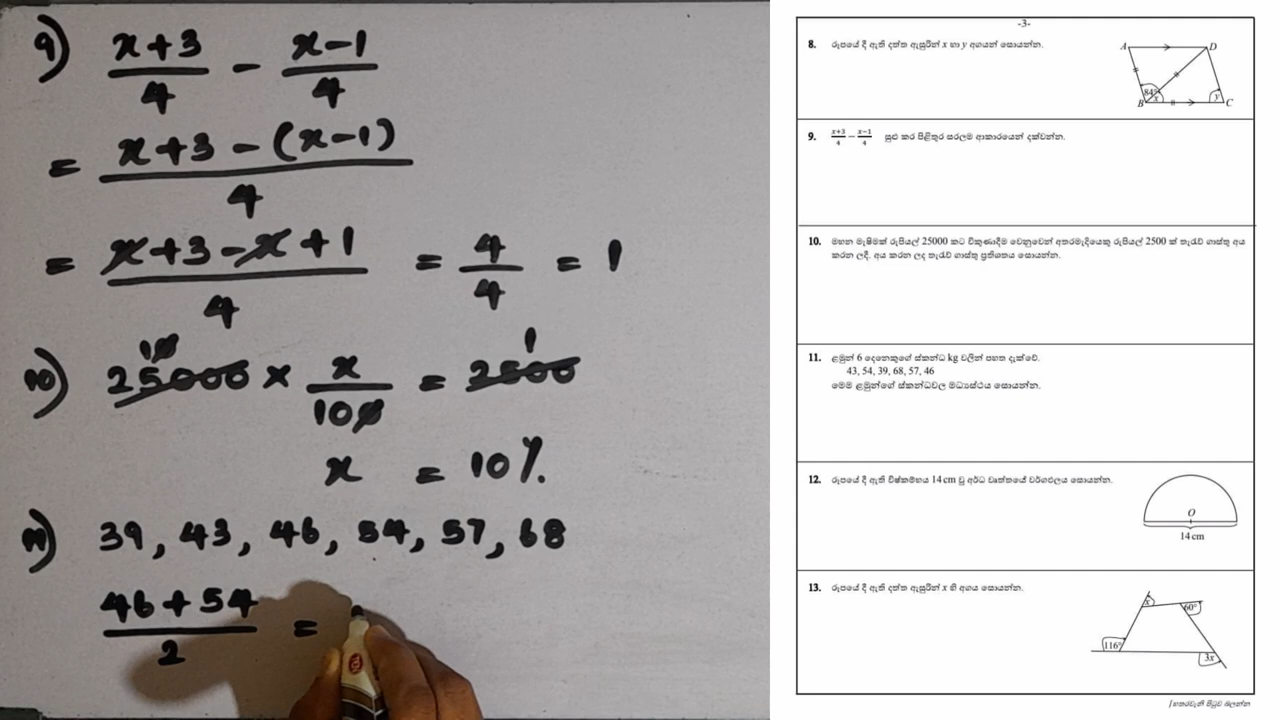 9) x+3/4 - x-1/4
= x+3-(x-1)/4
= x+3-x+1/4 = 4/4 = 1
10) 25000 × x/100 = 2500
10 1
x = 10%.
11) 39, 43, 46, 54, 57, 68
46+54/2 =
-3-
8. රූපයේ දී ඇති දත්ත ඇසුරින් x හා y අගයන් සොයන්න.
A D
84° x y
B C
9. x+3/4 - x-1/4 සුළු කර පිළිතුර සරලම ආකාරයෙන් දක්වන්න.
10. මහන මැෂිමක් රුපියල් 25000 කට විකුණාදීම වෙනුවෙන් අතරමැදියෙකු රුපියල් 2500 ක් තැරැව් ගාස්තු අය
කරන ලදී. අය කරන ලද තැරැව් ගාස්තු ප්‍රතිශතය සොයන්න.
11. ළමුන් 6 දෙනෙකුගේ ස්කන්ධ kg වලින් පහත දැක්වේ.
43, 54, 39, 68, 57, 46
මෙම ළමුන්ගේ ස්කන්ධවල මධ්‍යස්ථය සොයන්න.
12. රූපයේ දී ඇති විෂ්කම්භය 14 cm වූ අර්ධ වෘත්තයේ වර්ගඵලය සොයන්න.
O
14 cm
13. රූපයේ දී ඇති දත්ත ඇසුරින් x හි අගය සොයන්න.
x 60°
116° 3x
[හතරවැනි පිටුව බලන්න